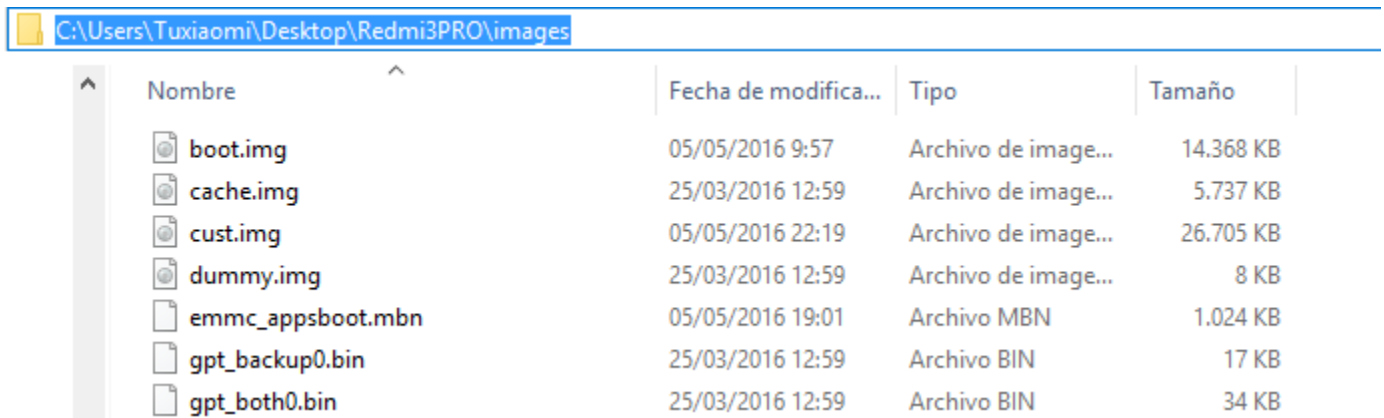 C:\Users\Tuxiaomi\Desktop\Redmi3PRO\images
Nombre Fecha de modifica... Tipo Tamaño
boot.img 05/05/2016 9:57 Archivo de image... 14.368 KB
cache.img 25/03/2016 12:59 Archivo de image... 5.737 KB
cust.img 05/05/2016 22:19 Archivo de image... 26.705 KB
dummy.img 25/03/2016 12:59 Archivo de image... 8 KB
emmc_appsboot.mbn 05/05/2016 19:01 Archivo MBN 1.024 KB
gpt_backup0.bin 25/03/2016 12:59 Archivo BIN 17 KB
gpt_both0.bin 25/03/2016 12:59 Archivo BIN 34 KB